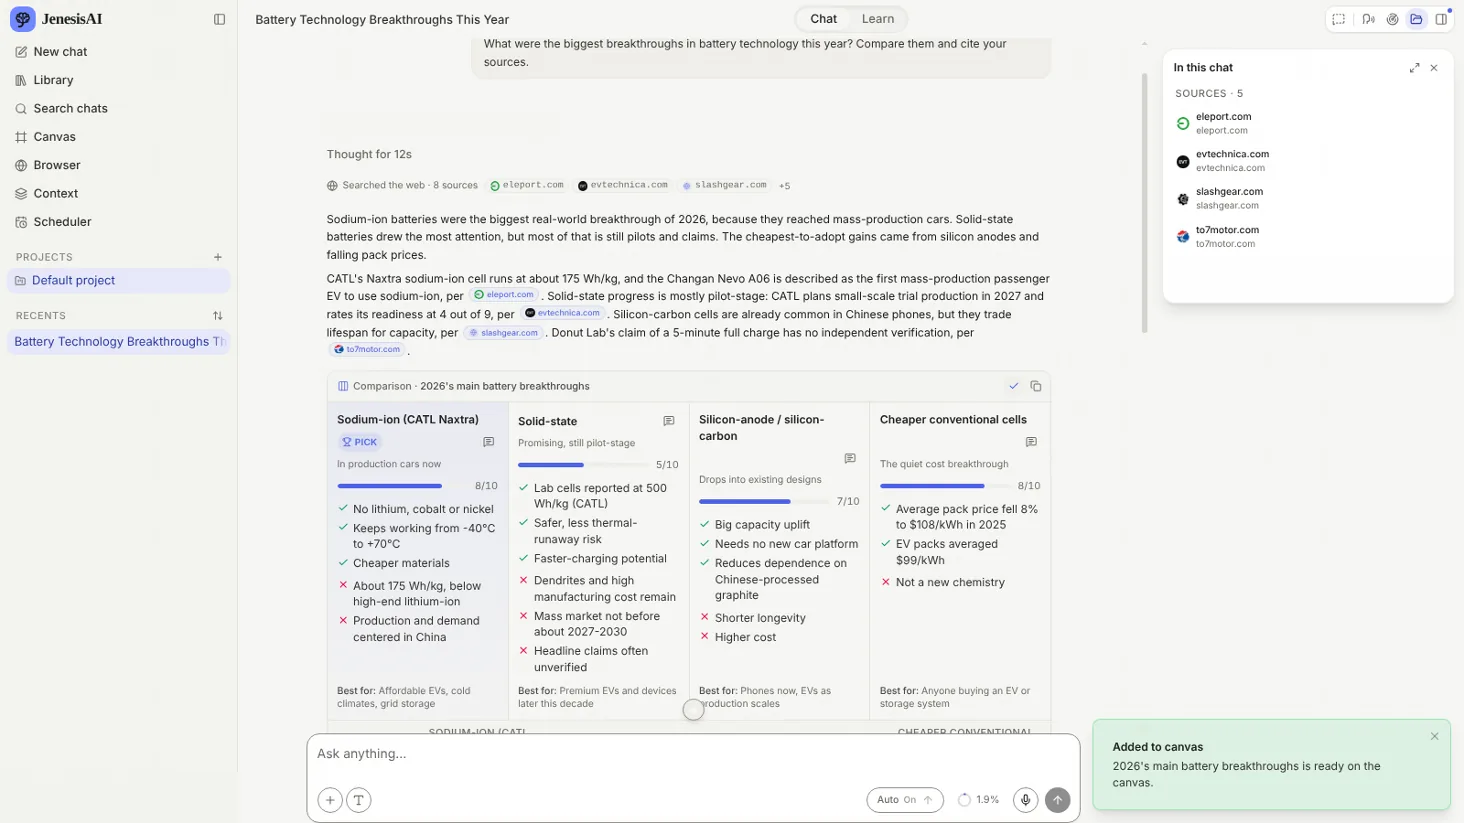 JenesisAI
New chat
Library
Search chats
Canvas
Browser
Context
Scheduler
PROJECTS
Default project
RECENTS
Battery Technology Breakthroughs Th
Battery Technology Breakthroughs This Year
Chat
Learn
What were the biggest breakthroughs in battery technology this year? Compare them and cite your
sources.
Thought for 12s
Searched the web · 8 sources eleport.com evtechnica.com slashgear.com +5
Sodium-ion batteries were the biggest real-world breakthrough of 2026, because they reached mass-production cars. Solid-
state batteries drew the most attention, but most of that is still pilots and claims. The cheapest-to-adopt gains came from silicon anodes and
falling pack prices.
CATL's Naxtra sodium-ion cell runs at about 175 Wh/kg, and the Changan Nevo A06 is described as the first mass-production passenger
EV to use sodium-ion, per eleport.com . Solid-state progress is mostly pilot-stage: CATL plans small-scale trial production in 2027 and
rates its readiness at 4 out of 9, per evtechnica.com . Silicon-carbon cells are already common in Chinese phones, but they trade
lifespan for capacity, per slashgear.com . Donut Lab's claim of a 5-minute full charge has no independent verification, per
to7motor.com .
Comparison · 2026's main battery breakthroughs
Sodium-ion (CATL Naxtra)
PICK
In production cars now
8/10
No lithium, cobalt or nickel
Keeps working from -40°C
to +70°C
Cheaper materials
About 175 Wh/kg, below
high-end lithium-ion
Production and demand
centered in China
Best for: Affordable EVs, cold
climates, grid storage
Solid-state
Promising, still pilot-stage
5/10
Lab cells reported at 500
Wh/kg (CATL)
Safer, less thermal-
runaway risk
Faster-charging potential
Dendrites and high
manufacturing cost remain
Mass market not before
about 2027-2030
Headline claims often
unverified
Best for: Premium EVs and devices
later this decade
Silicon-anode / silicon-
carbon
Drops into existing designs
7/10
Big capacity uplift
Needs no new car platform
Reduces dependence on
Chinese-processed
graphite
Shorter longevity
Higher cost
Best for: Phones now, EVs as
production scales
Cheaper conventional cells
The quiet cost breakthrough
8/10
Average pack price fell 8%
to $108/kWh in 2025
EV packs averaged
$99/kWh
Not a new chemistry
Best for: Anyone buying an EV or
storage system
SODIUM-ION (CATL
CHEAPER CONVENTIONAL
Ask anything...
Auto On
1.9%
In this chat
SOURCES · 5
eleport.com
eleport.com
EVT
evtechnica.com
evtechnica.com
slashgear.com
slashgear.com
to7motor.com
to7motor.com
Added to canvas
2026's main battery breakthroughs is ready on the
canvas.